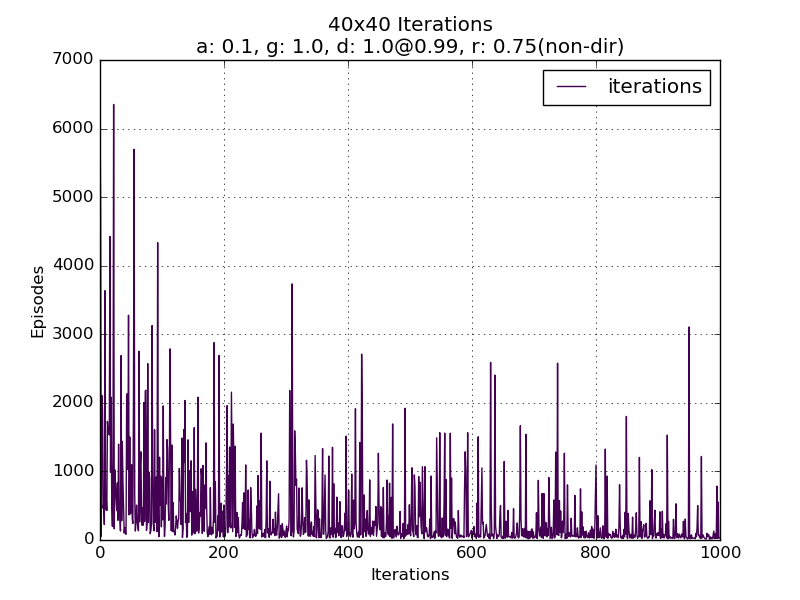 40x40 Iterations
a: 0.1, g: 1.0, d: 1.0@0.99, r: 0.75(non-dir)
7000
iterations
6000
5000
4000
Episodes
3000
2000
1000
0
0 200 400 600 800 1000
Iterations